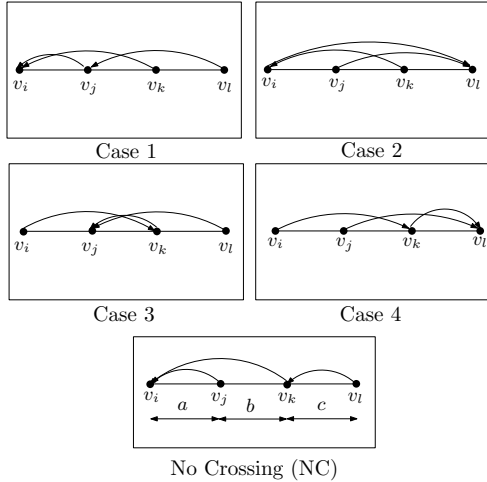 v_i v_j v_k v_l
Case 1
v_i v_j v_k v_l
Case 2
v_i v_j v_k v_l
Case 3
v_i v_j v_k v_l
Case 4
v_i v_j v_k v_l
a b c
No Crossing (NC)